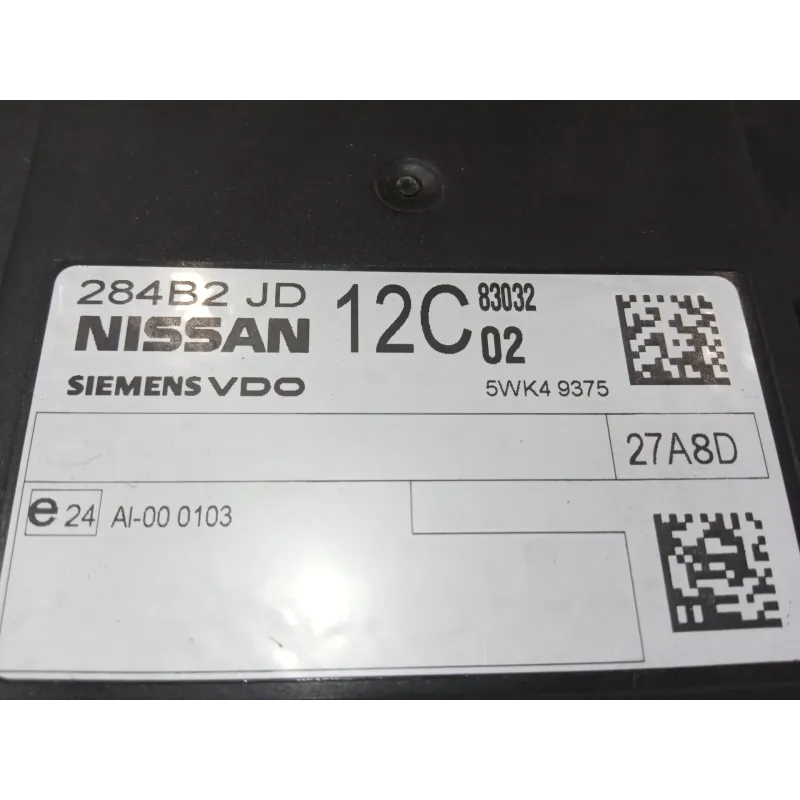 284B2 JD 12C 83032
NISSAN 02
SIEMENS VDO 5WK4 9375
27A8D
e 24 AI-00 0103